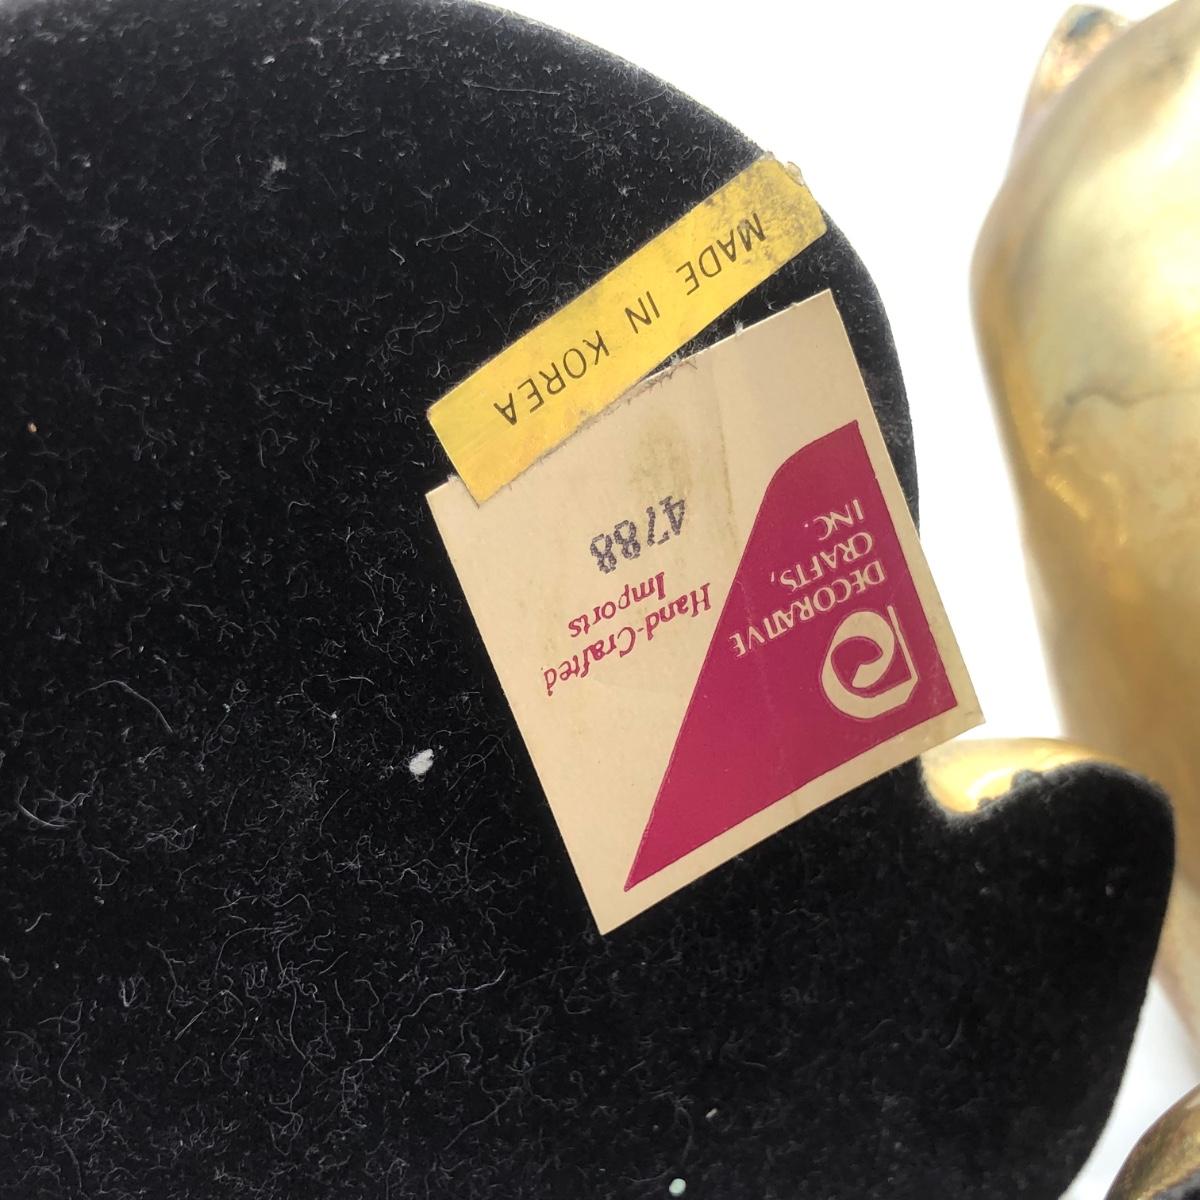 DECORATIVE
CRAFTS,
INC.
Hand-Crafted
Imports
4788
MADE IN KOREA